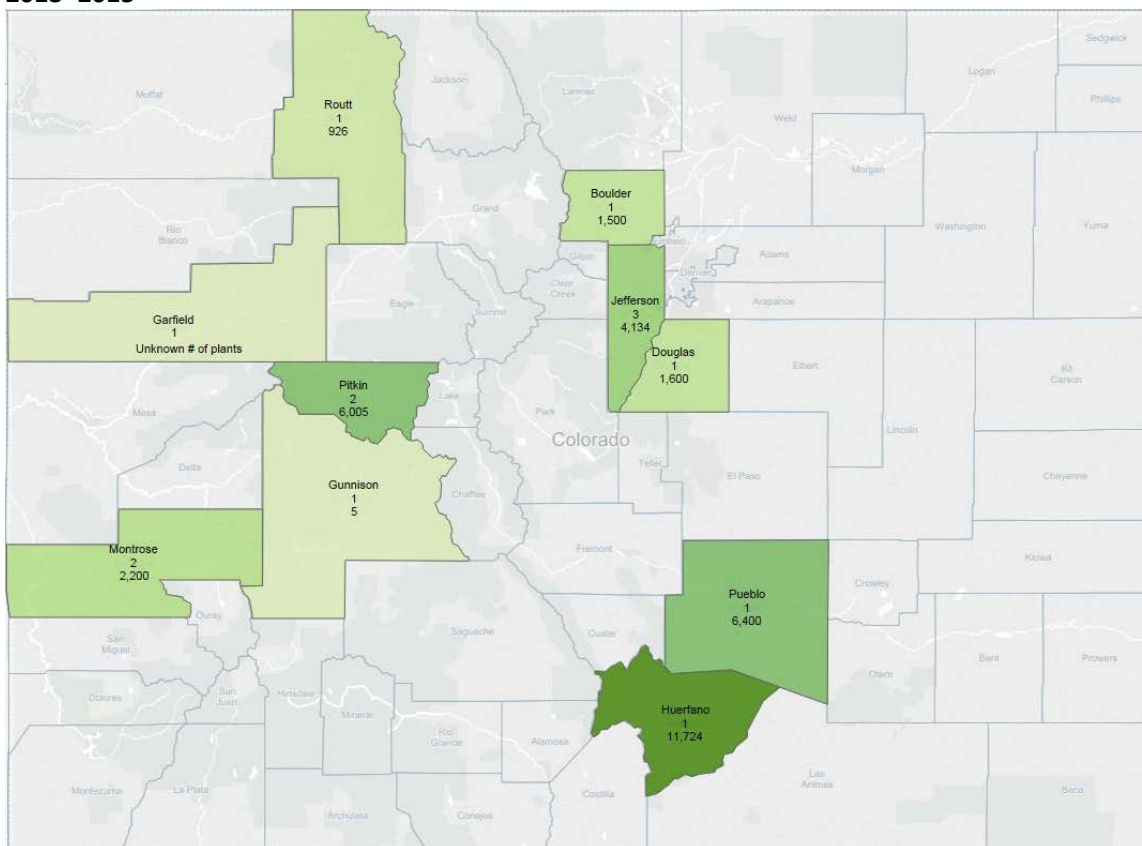 Sedgwick
Logan
Phillips
Jackson
Larimer
Moffat
Routt
1
926
Weld
Morgan
Boulder
1
1,500
Grand
Rio
Blanco
Washington
Yuma
Gilpin
Adams
Denver
Clear
Creek
Eagle
Summit
Arapahoe
Jefferson
3
4,134
Garfield
1
Unknown # of plants
Douglas
1
1,600
Elbert
Kit
Carson
Pitkin
2
6,005
Lake
Mesa
Park
Colorado
Lincoln
Delta
Teller
El Paso
Cheyenne
Gunnison
1
5
Chaffee
Montrose
2
2,200
Fremont
Kiowa
Crowley
Pueblo
1
6,400
Ouray
Saguache
Custer
San
Miguel
Bent
Prowers
Otero
Dolores
San
Juan
Hinsdale
Mineral
Huerfano
1
11,724
Rio
Grande
Alamosa
Las
Animas
Montezuma
La Plata
Costilla
Baca
Archuleta
Conejos